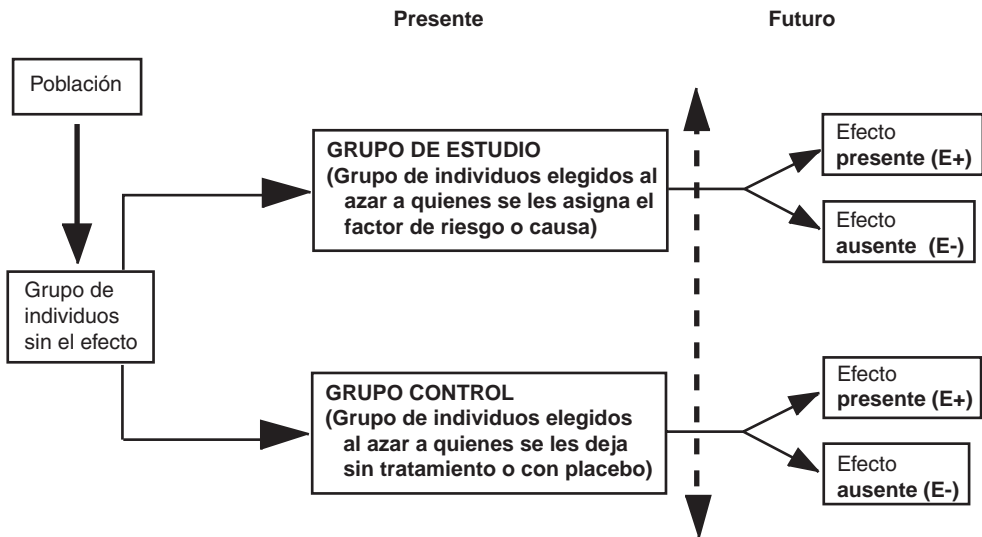 Presente
Futuro
Población
GRUPO DE ESTUDIO
(Grupo de individuos elegidos al
azar a quienes se les asigna el
factor de riesgo o causa)
Efecto
presente (E+)
Efecto
ausente (E-)
Grupo de
individuos
sin el efecto
GRUPO CONTROL
(Grupo de individuos elegidos
al azar a quienes se les deja
sin tratamiento o con placebo)
Efecto
presente (E+)
Efecto
ausente (E-)